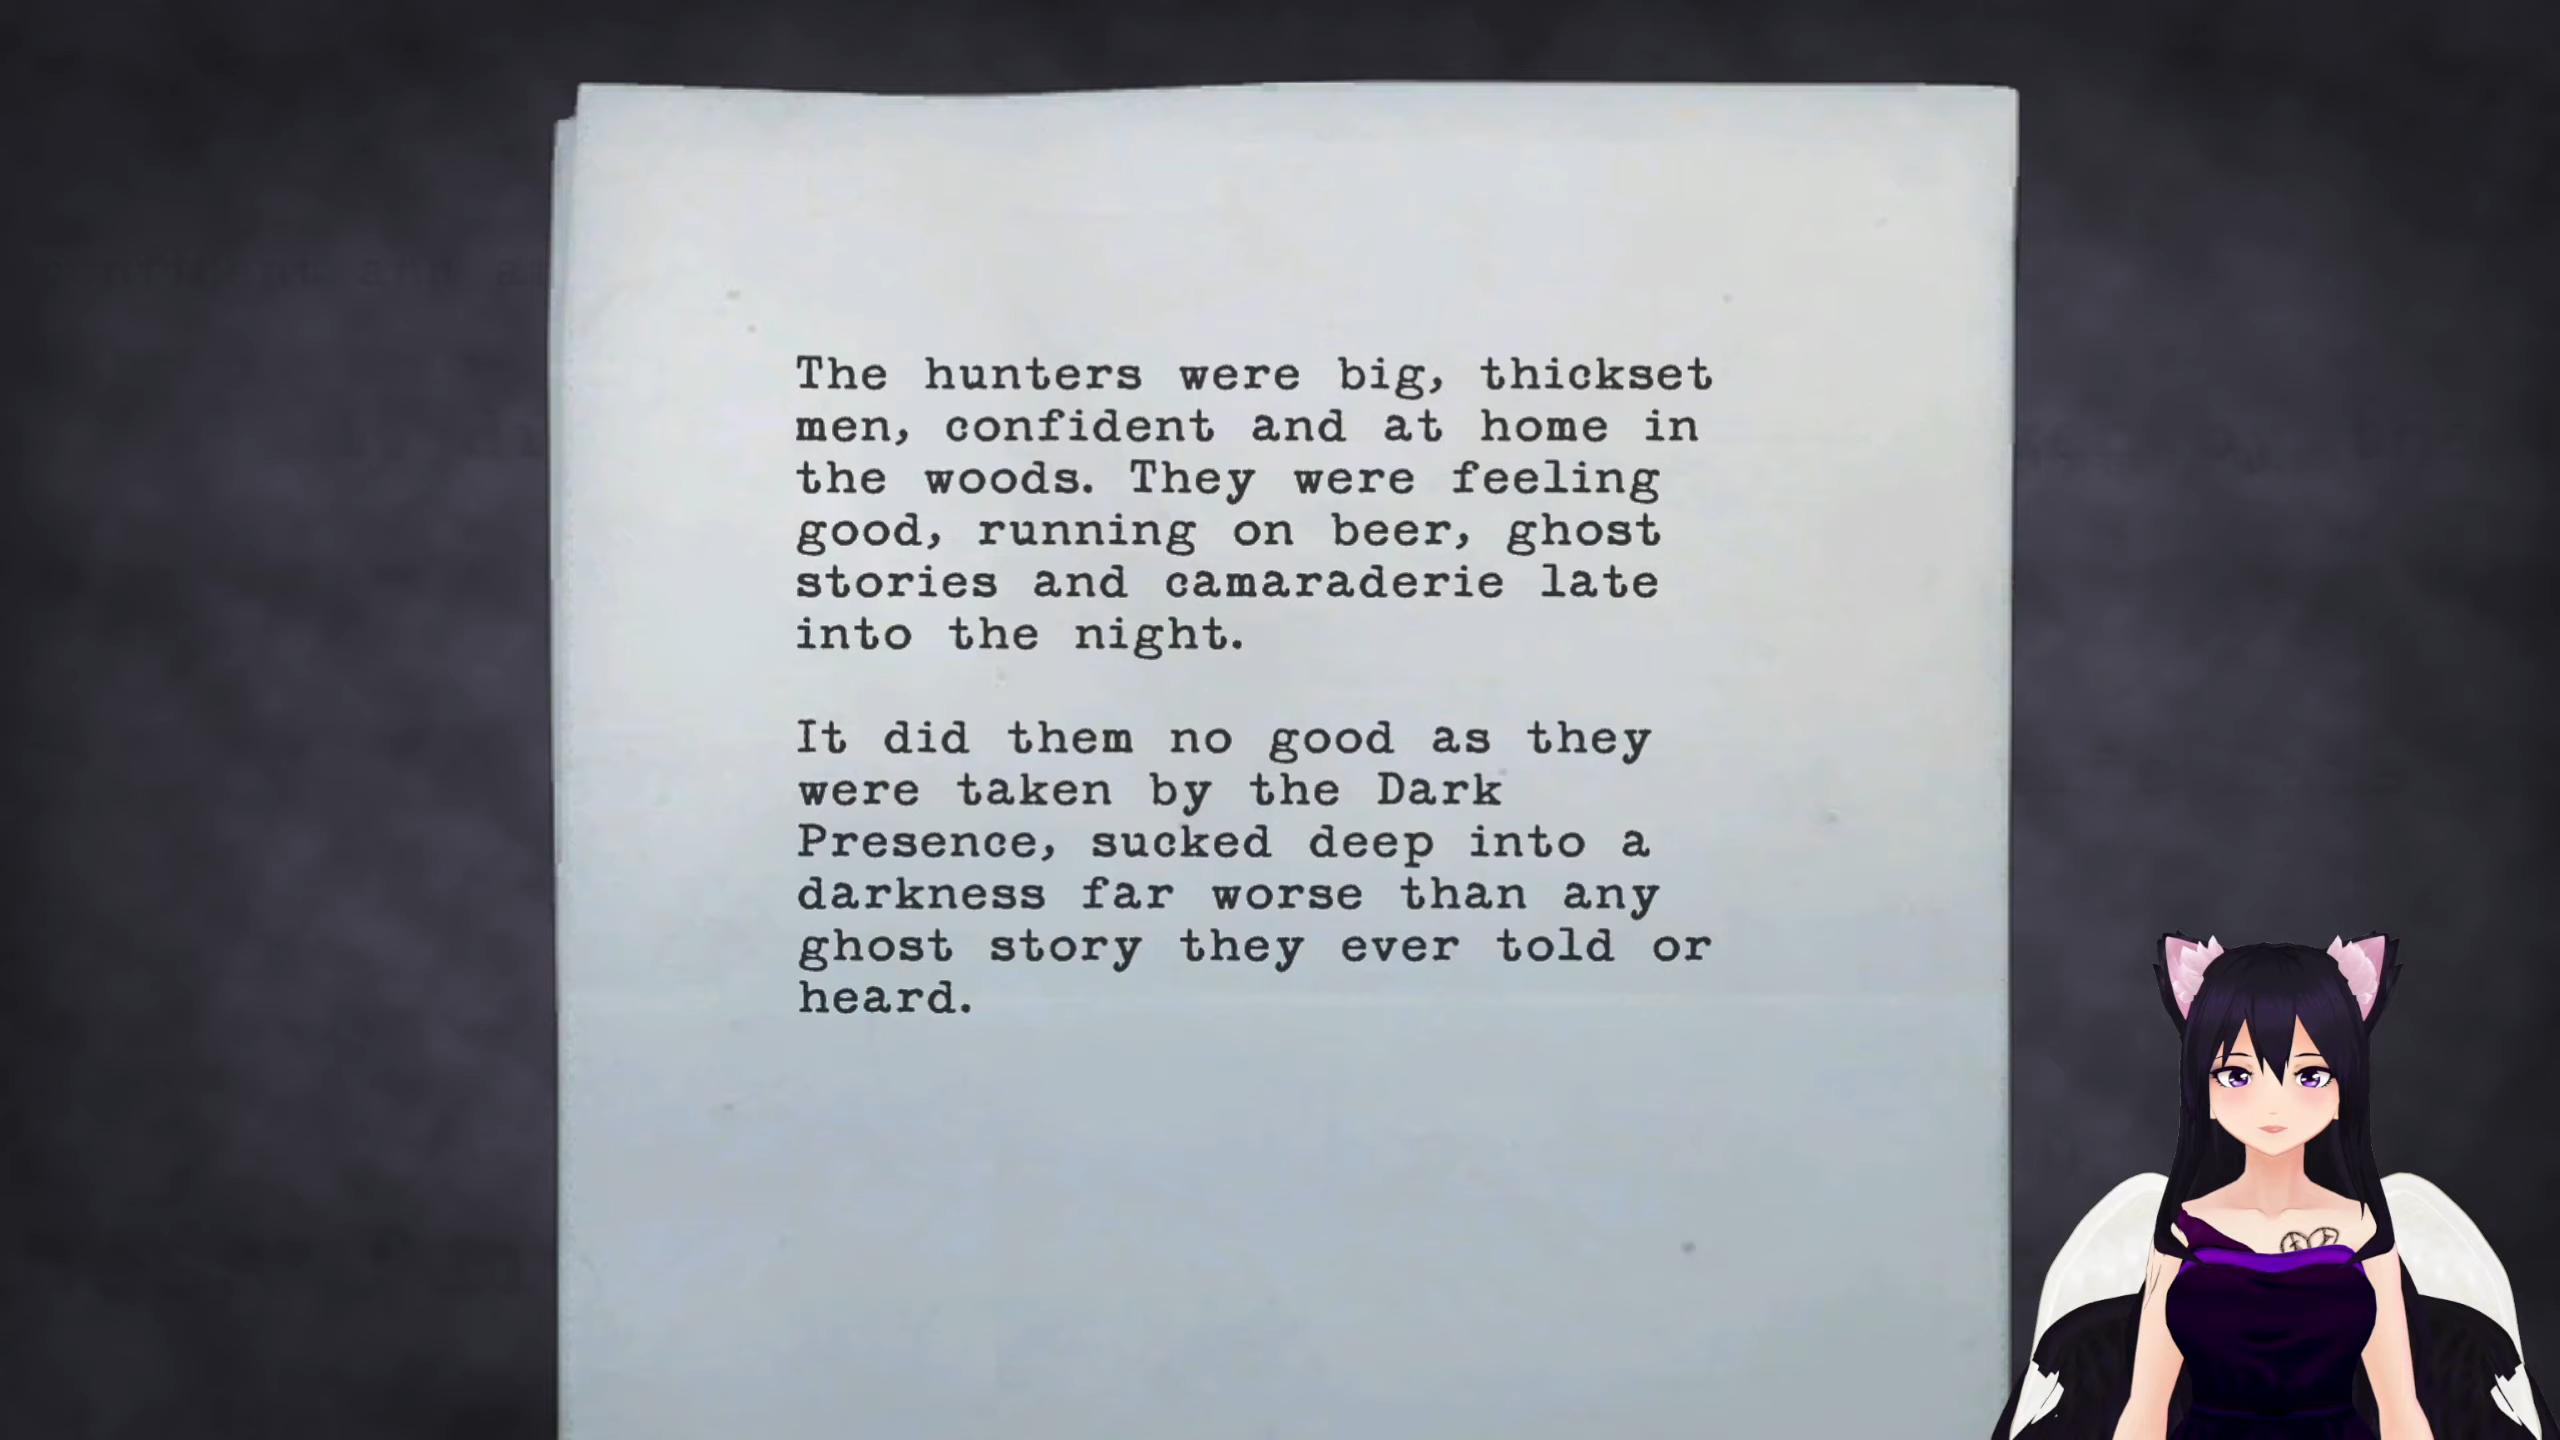 The hunters were big, thickset
men, confident and at home in
the woods. They were feeling
good, running on beer, ghost
stories and camaraderie late
into the night.
It did them no good as they
were taken by the Dark
Presence, sucked deep into a
darkness far worse than any
ghost story they ever told or
heard.